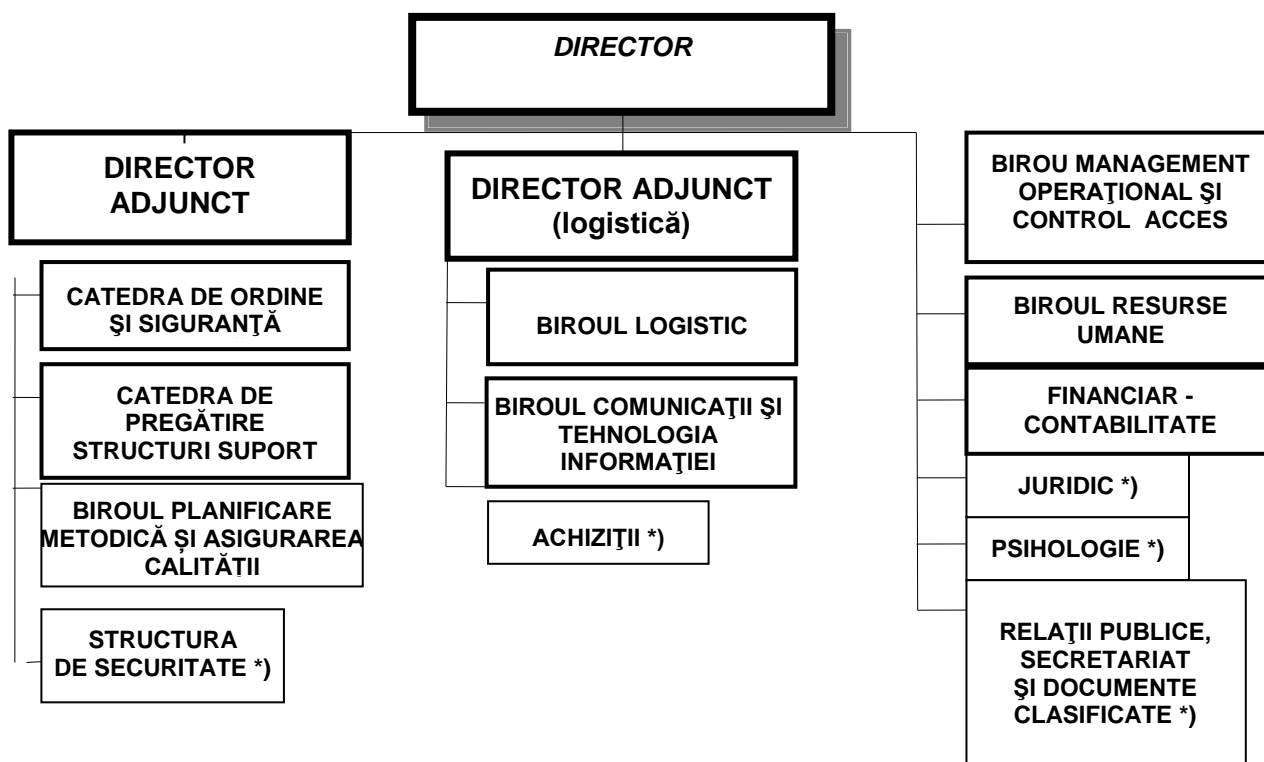 DIRECTOR
DIRECTOR
ADJUNCT
CATEDRA DE ORDINE
ŞI SIGURANŢĂ
CATEDRA DE
PREGĂTIRE
STRUCTURI SUPORT
BIROUL PLANIFICARE
METODICĂ ȘI ASIGURAREA
CALITĂȚII
STRUCTURA
DE SECURITATE *)
DIRECTOR ADJUNCT
(logistică)
BIROUL LOGISTIC
BIROUL COMUNICAŢII ŞI
TEHNOLOGIA
INFORMAŢIEI
ACHIZIŢII *)
BIROU MANAGEMENT
OPERAŢIONAL ŞI
CONTROL ACCES
BIROUL RESURSE
UMANE
FINANCIAR -
CONTABILITATE
JURIDIC *)
PSIHOLOGIE *)
RELAŢII PUBLICE,
SECRETARIAT
ŞI DOCUMENTE
CLASIFICATE *)